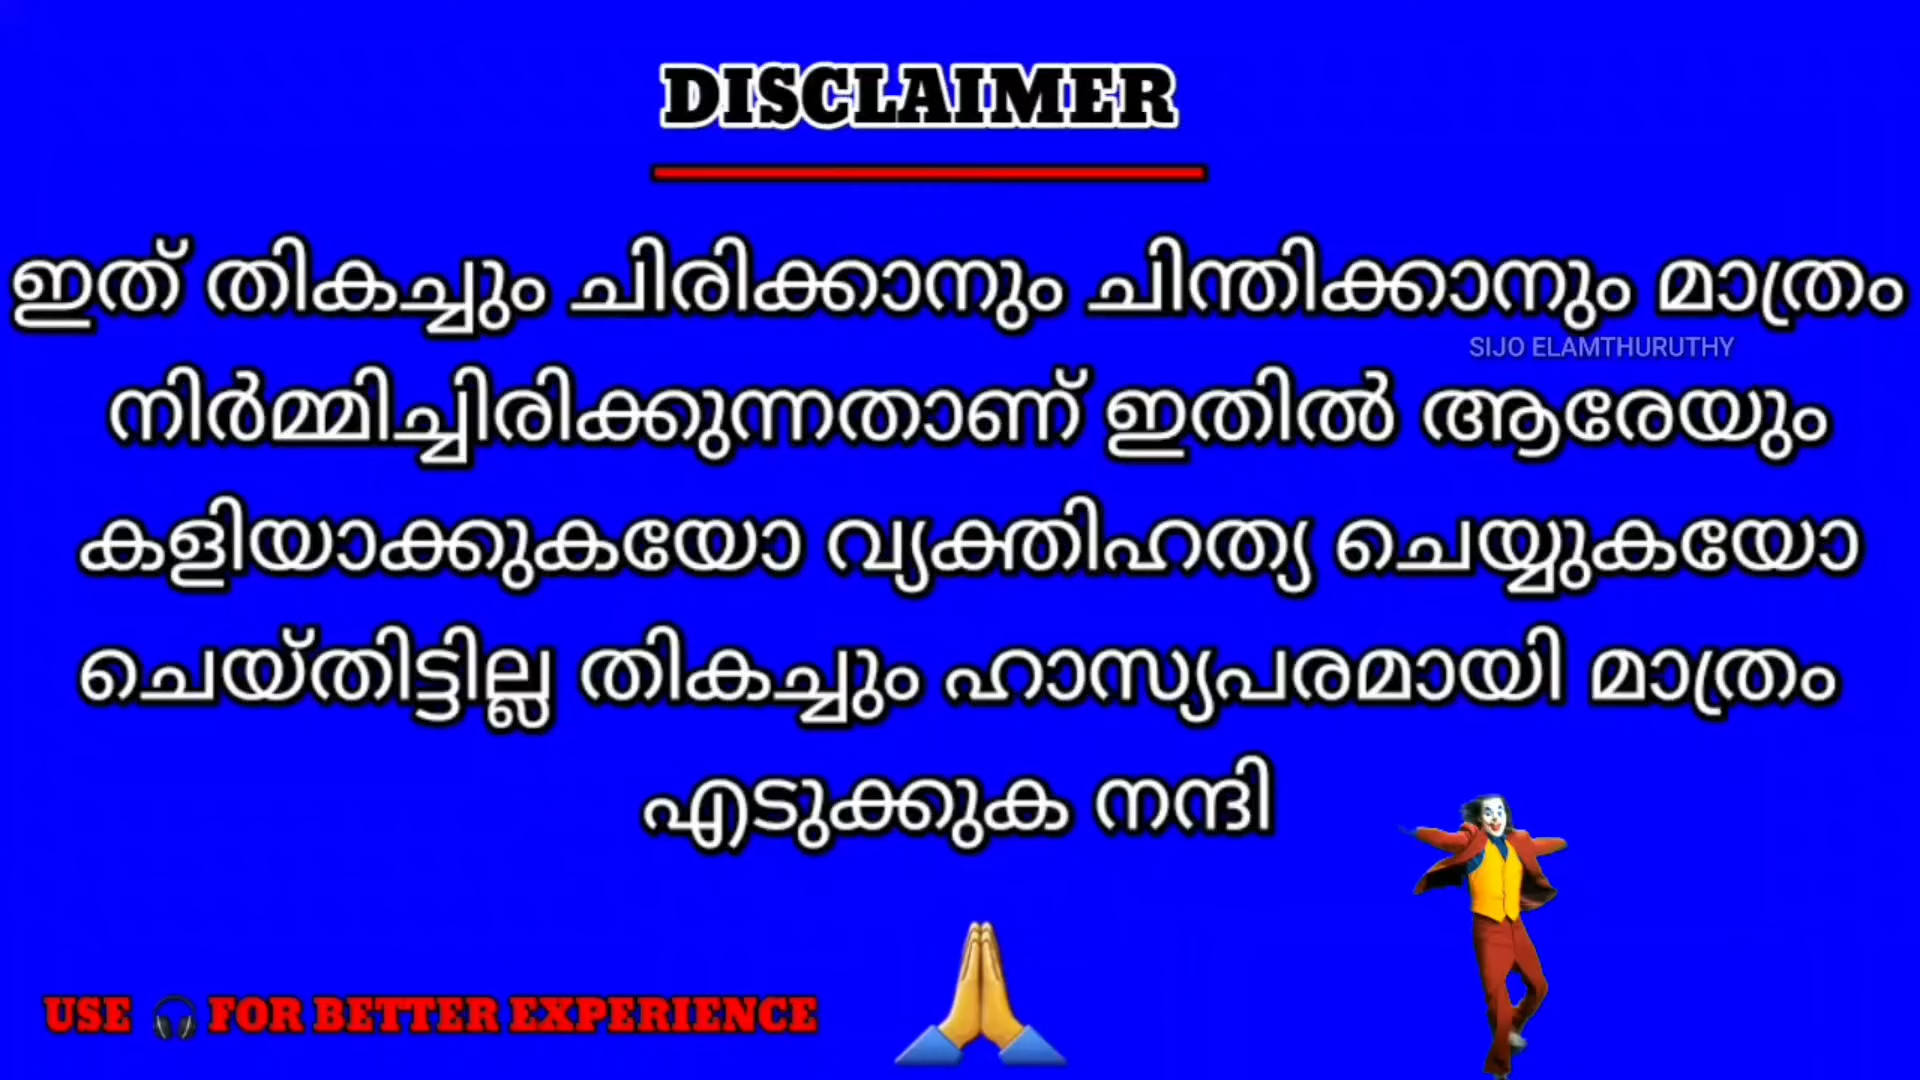 DISCLAIMER
ഇത് തികച്ചും ചിരിക്കാനും ചിന്തിക്കാനും മാത്രം
SIJO ELAMTHURUTHY
നിർമ്മിച്ചിരിക്കുന്നതാണ് ഇതിൽ ആരേയും
കളിയാക്കുകയോ വ്യക്തിഹത്യ ചെയ്യുകയോ
ചെയ്തിട്ടില്ല തികച്ചും ഹാസ്യപരമായി മാത്രം
എടുക്കുക നന്ദി
USE 🎧 FOR BETTER EXPERIENCE